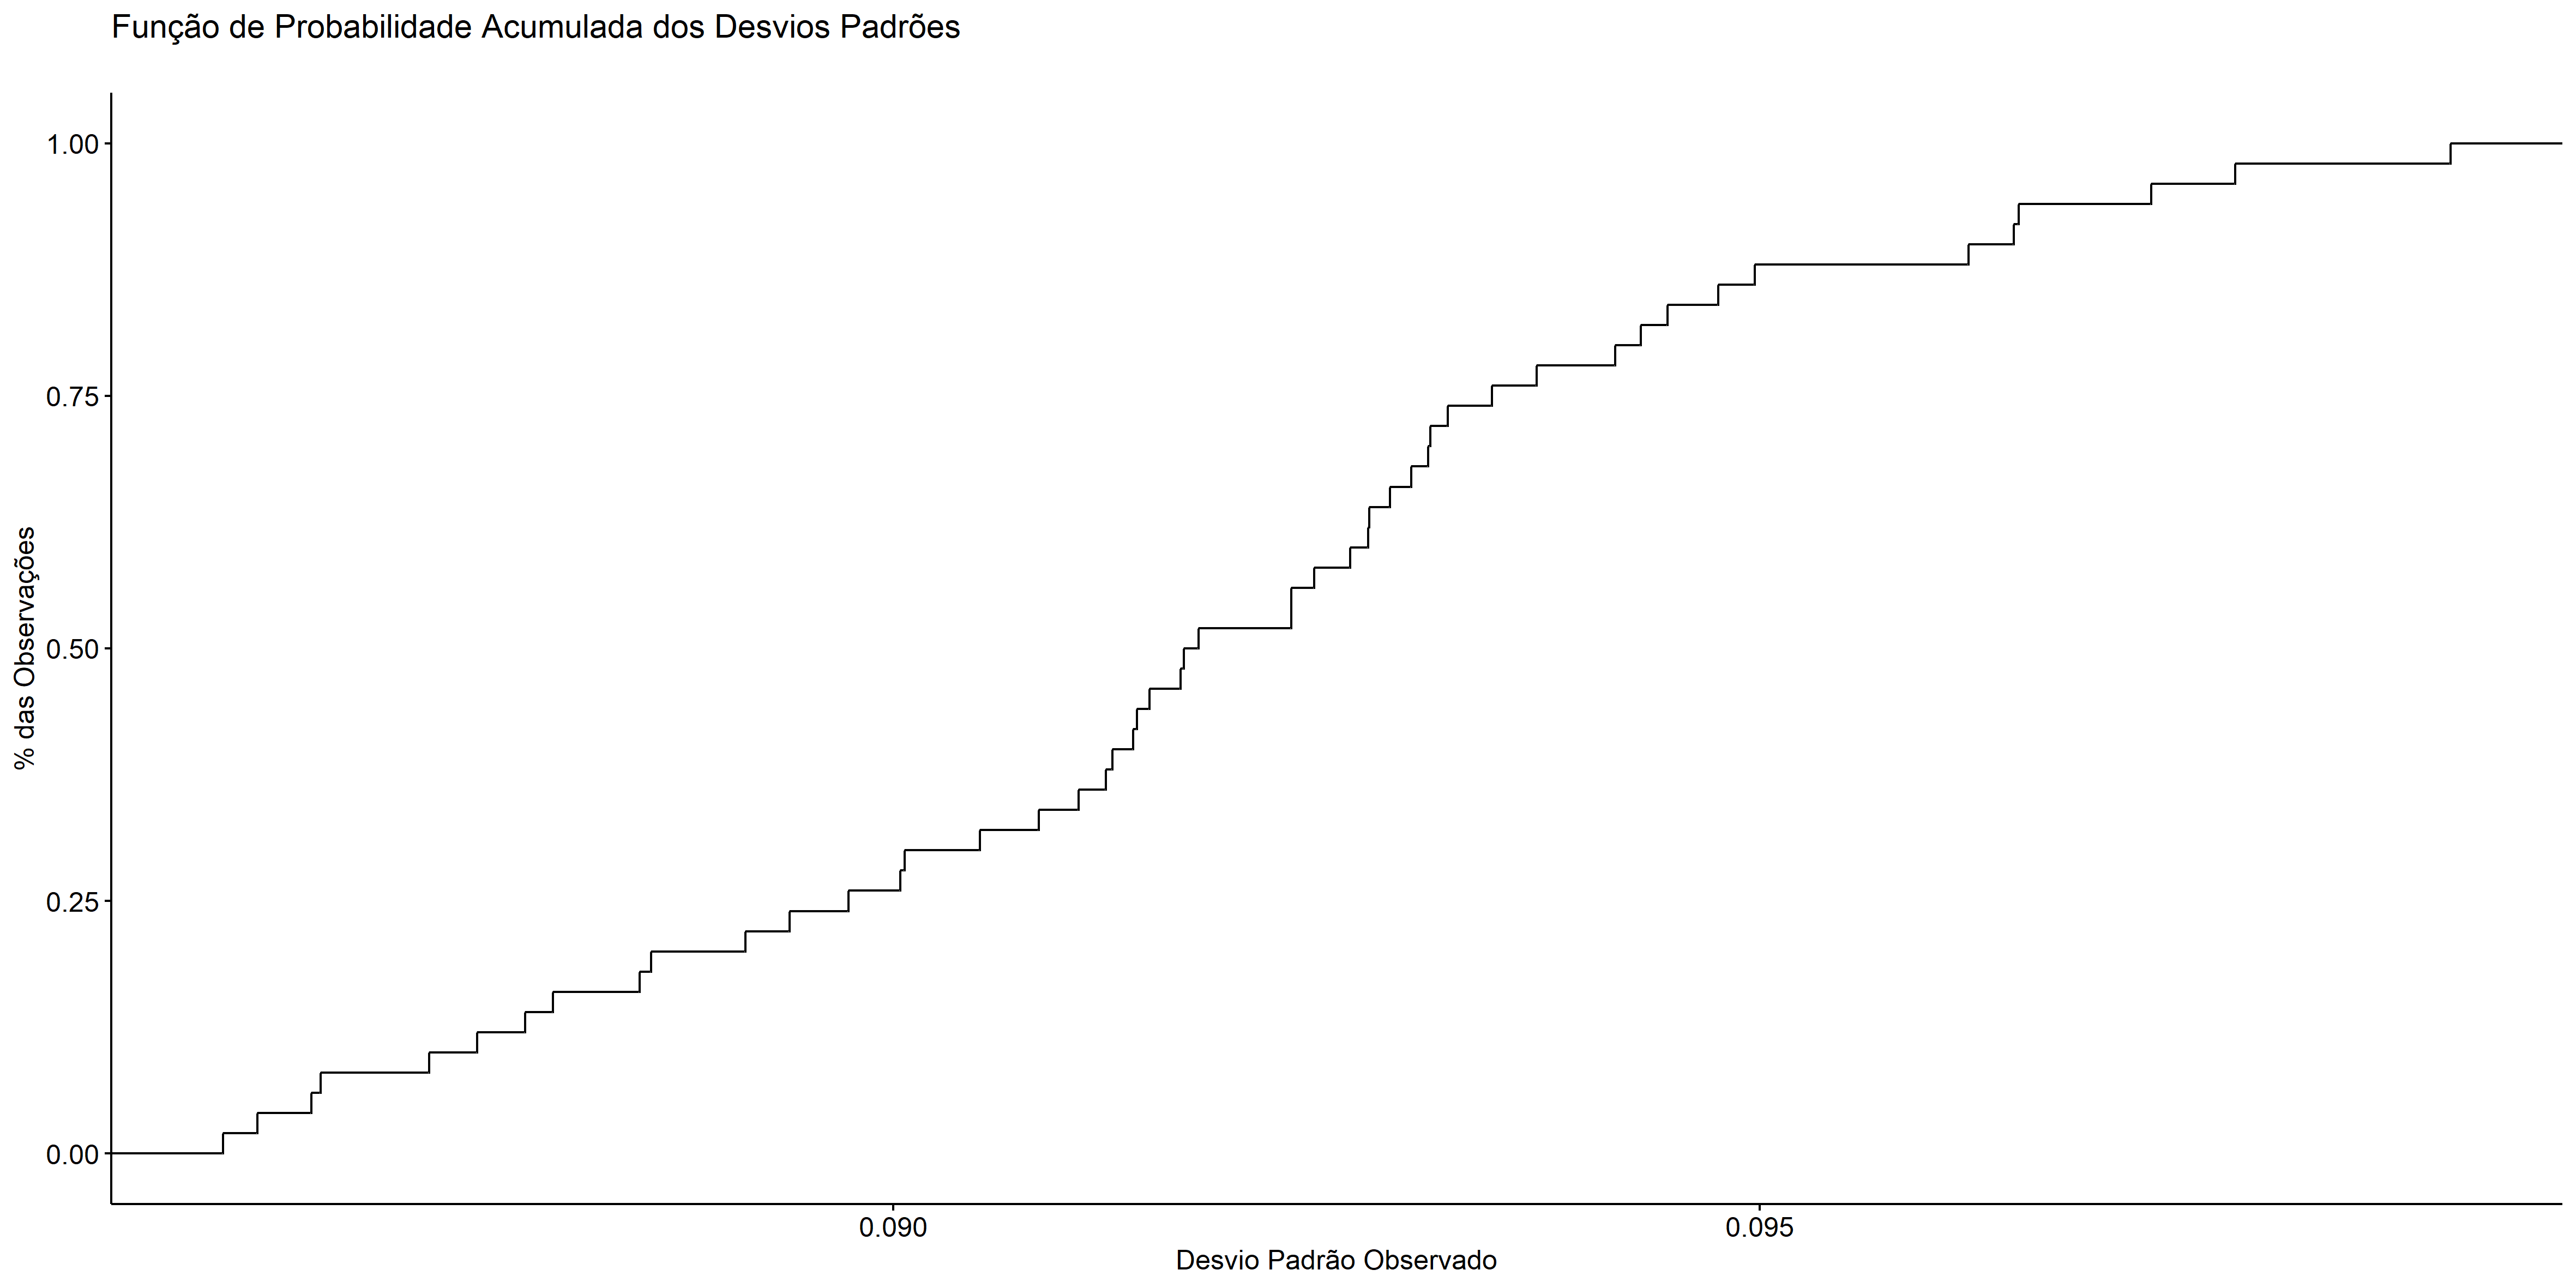 Função de Probabilidade Acumulada dos Desvios Padrões
1.00
0.75
0.50
0.25
0.00
% das Observações
0.090
0.095
Desvio Padrão Observado